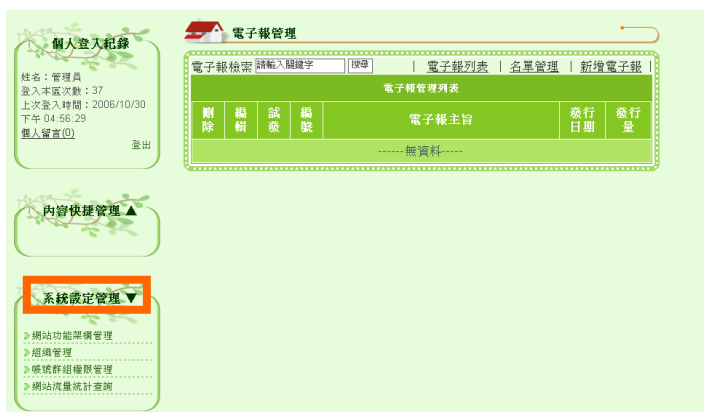 個人登入紀錄
姓名：管理員
登入本區次數：37
上次登入時間：2006/10/30
下午 04:56:29
個人留言(0)
登出
內容快捷管理▲
系統設定管理▼
網站功能架構管理
組織管理
帳號群組權限管理
網站流量統計查詢
電子報管理
電子報檢索 請輸入關鍵字 搜尋 | 電子報列表 | 名單管理 | 新增電子報 |
電子報管理列表
刪除 編輯 試發 編號 電子報主旨 發行日期 發行量
------無資料-----